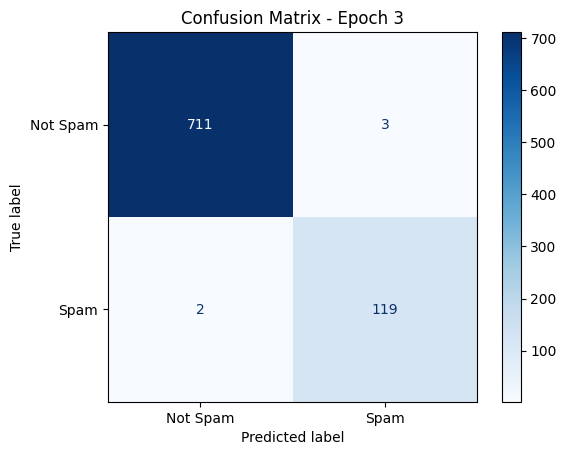 Confusion Matrix - Epoch 3
Not Spam
711
3
Spam
2
119
Not Spam
Spam
Predicted label
True label
700
600
500
400
300
200
100